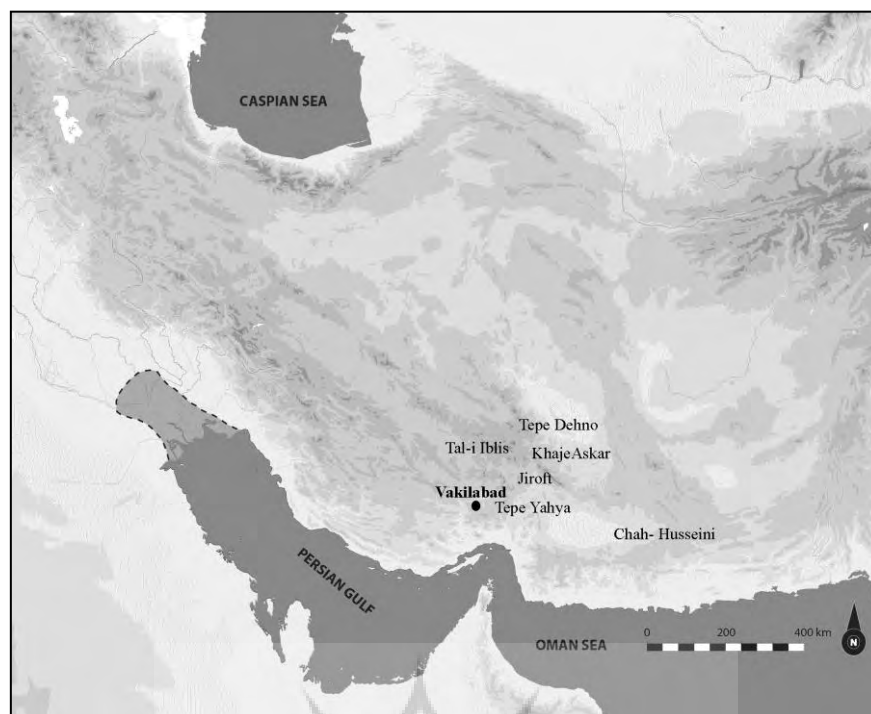 CASPIAN SEA
Tepe Dehno
Tal-i Iblis
KhajeAskar
Jiroft
Vakilabad
Tepe Yahya
Chah- Husseini
PERSIAN GULF
OMAN SEA
0 200 400 km
N